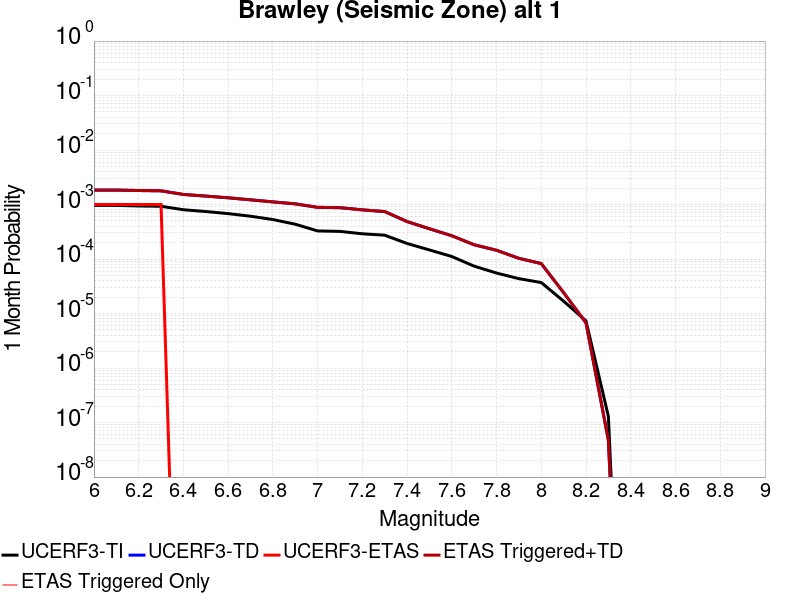 Brawley (Seismic Zone) alt 1
10 0
10 -1
10 -2
10 -3
10 -4
10 -5
10 -6
10 -7
10 -8
1 Month Probability
6 6.2 6.4 6.6 6.8 7 7.2 7.4 7.6 7.8 8 8.2 8.4 8.6 8.8 9
Magnitude
UCERF3-TI UCERF3-TD UCERF3-ETAS ETAS Triggered+TD
ETAS Triggered Only